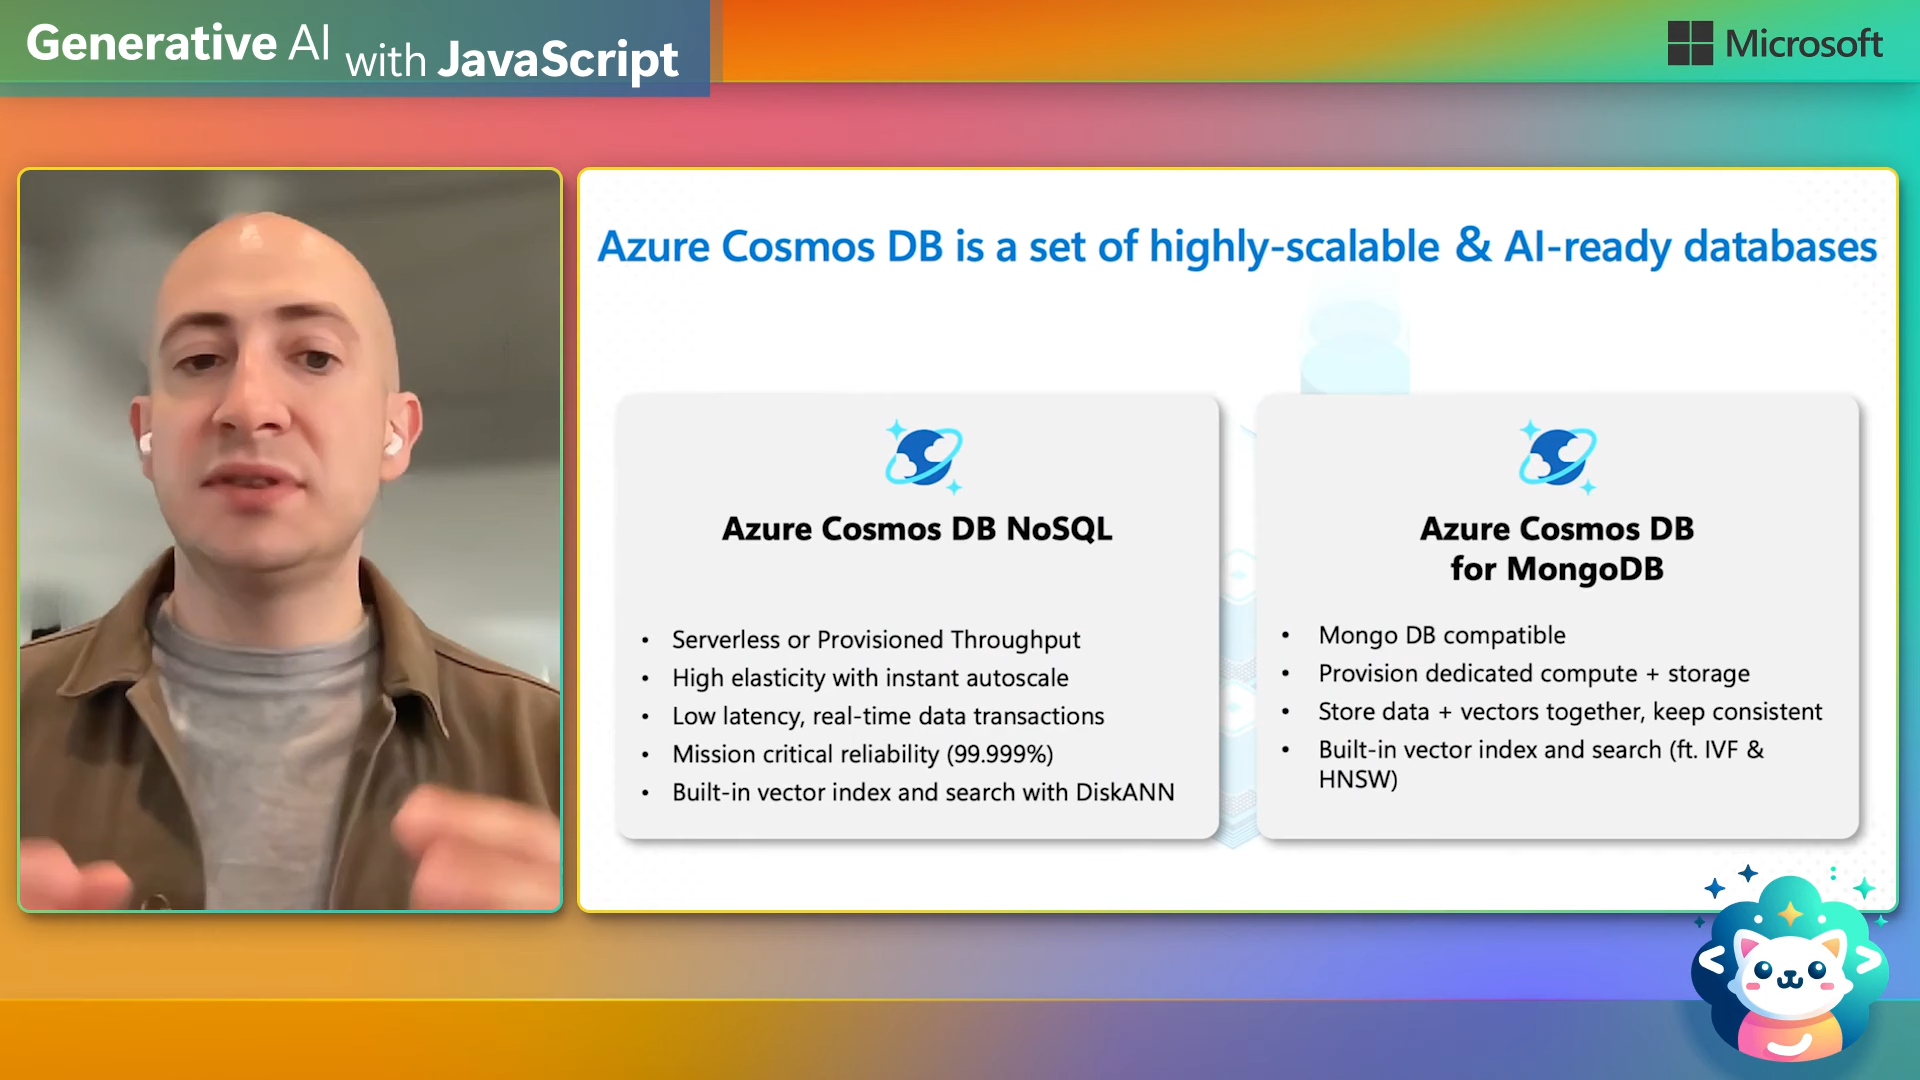 Generative AI with JavaScript
Microsoft
Azure Cosmos DB is a set of highly-scalable & AI-ready databases
Azure Cosmos DB NoSQL
• Serverless or Provisioned Throughput
• High elasticity with instant autoscale
• Low latency, real-time data transactions
• Mission critical reliability (99.999%)
• Built-in vector index and search with DiskANN
Azure Cosmos DB
for MongoDB
• Mongo DB compatible
• Provision dedicated compute + storage
• Store data + vectors together, keep consistent
• Built-in vector index and search (ft. IVF &
HNSW)
< >